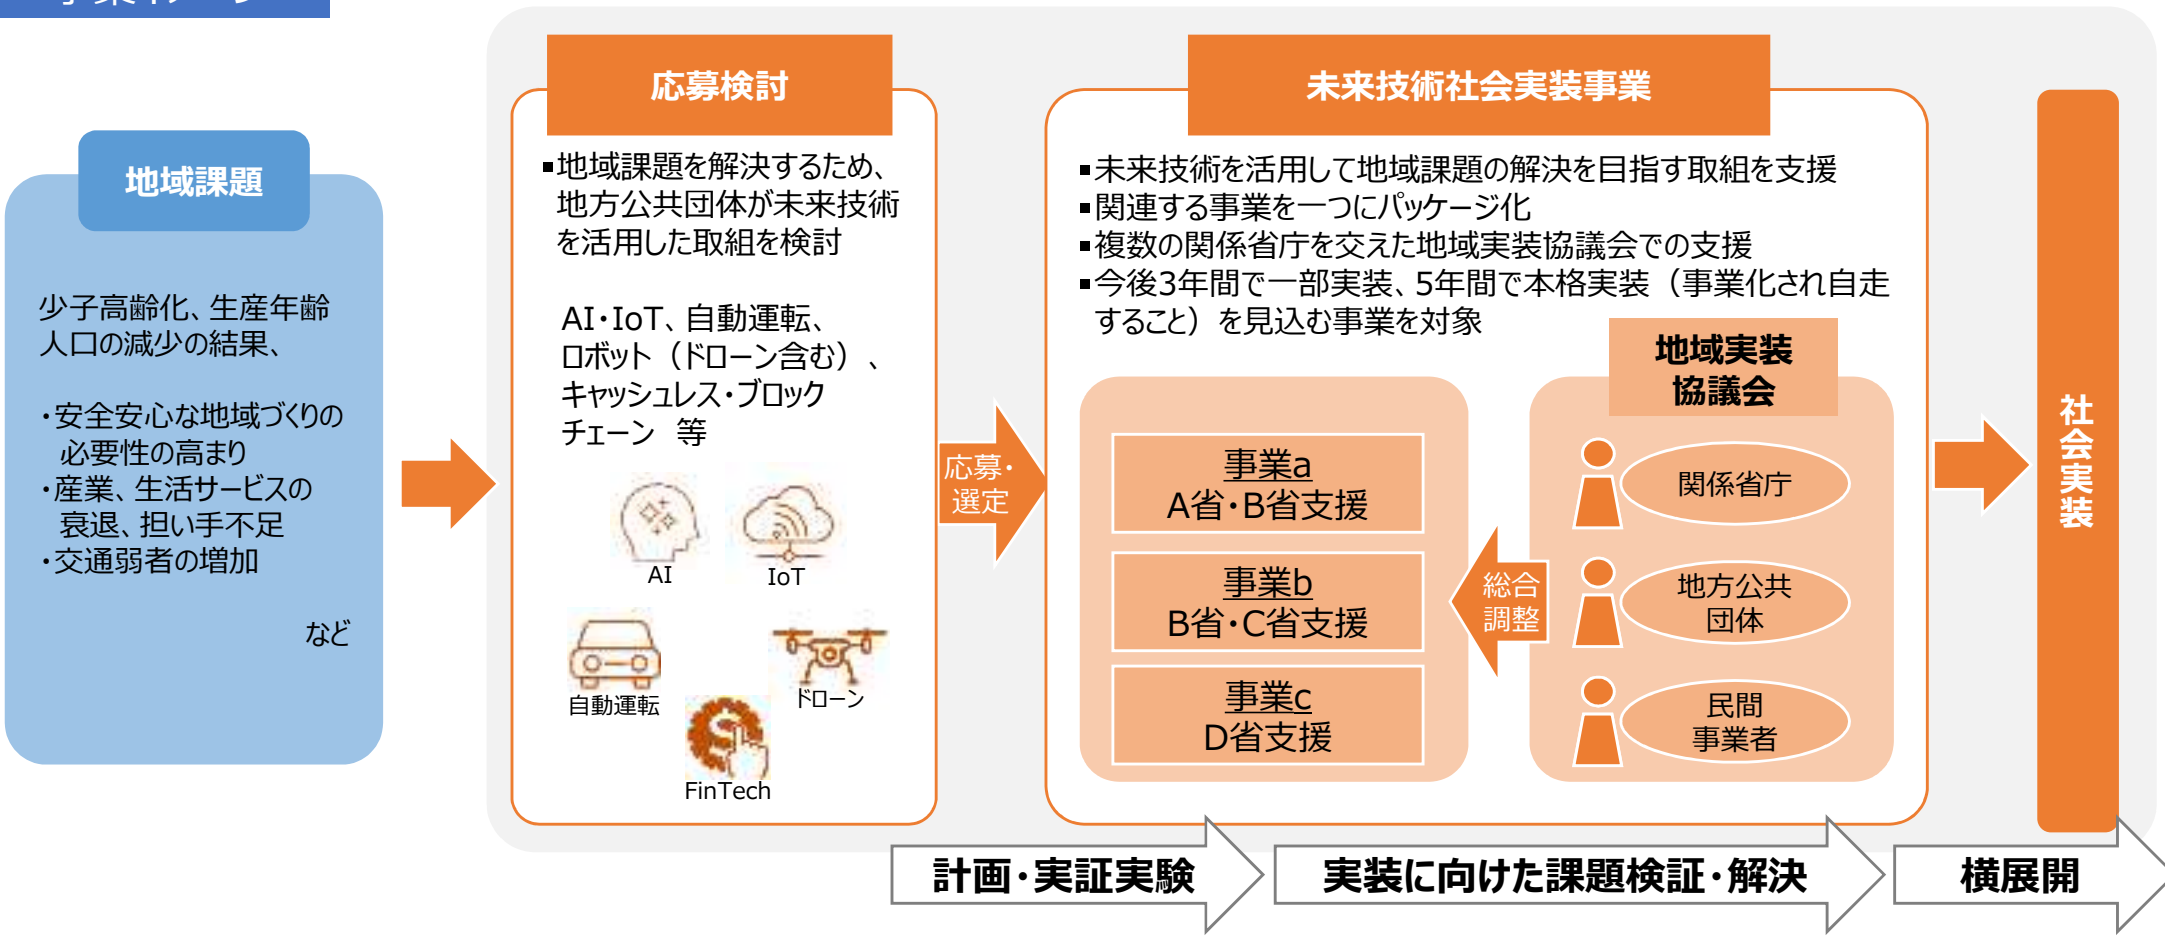 地域課題
少子高齢化、生産年齢
人口の減少の結果、
・安全安心な地域づくりの
必要性の高まり
・産業、生活サービスの
衰退、担い手不足
・交通弱者の増加
など
応募検討
▪地域課題を解決するため、
地方公共団体が未来技術
を活用した取組を検討
AI・IoT、自動運転、
ロボット（ドローン含む）、
キャッシュレス・ブロック
チェーン 等
AI
IoT
自動運転
ドローン
FinTech
応募・
選定
未来技術社会実装事業
▪未来技術を活用して地域課題の解決を目指す取組を支援
▪関連する事業を一つにパッケージ化
▪複数の関係省庁を交えた地域実装協議会での支援
▪今後3年間で一部実装、5年間で本格実装（事業化され自走
すること）を見込む事業を対象
事業a
A省・B省支援
事業b
B省・C省支援
事業c
D省支援
総合
調整
地域実装
協議会
関係省庁
地方公共
団体
民間
事業者
社会実装
計画・実証実験
実装に向けた課題検証・解決
横展開